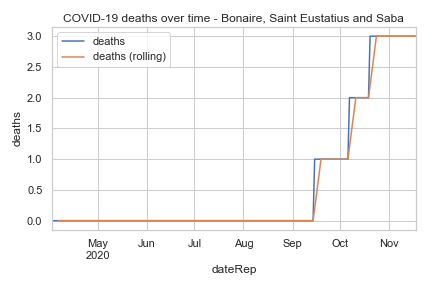 COVID-19 deaths over time - Bonaire, Saint Eustatius and Saba
deaths
deaths (rolling)
3.0
2.5
2.0
1.5
1.0
0.5
0.0
deaths
May Jun Jul Aug Sep Oct Nov
2020
dateRep